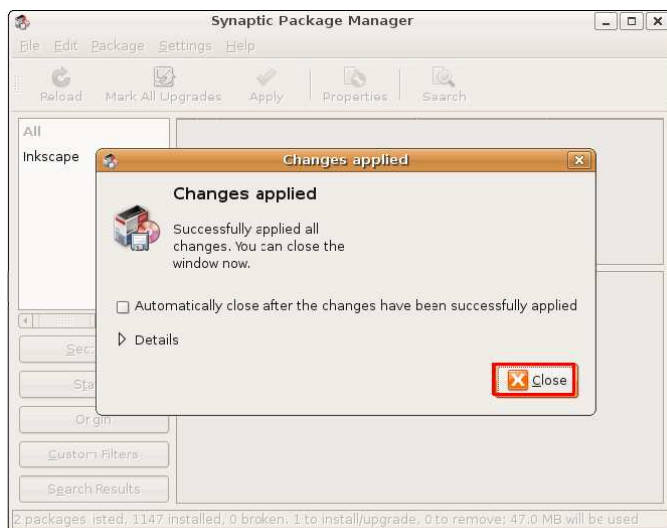 Synaptic Package Manager
File Edit Package Settings Help
Reload Mark All Upgrades Apply Properties Search
All
Inkscape
Changes applied
Changes applied
Successfully applied all
changes. You can close the
window now.
Automatically close after the changes have been successfully applied
Details
Close
Origin
Custom Filters
Search Results
2 packages listed, 1147 installed, 0 broken. 1 to install/upgrade, 0 to remove; 47.0 MB will be used